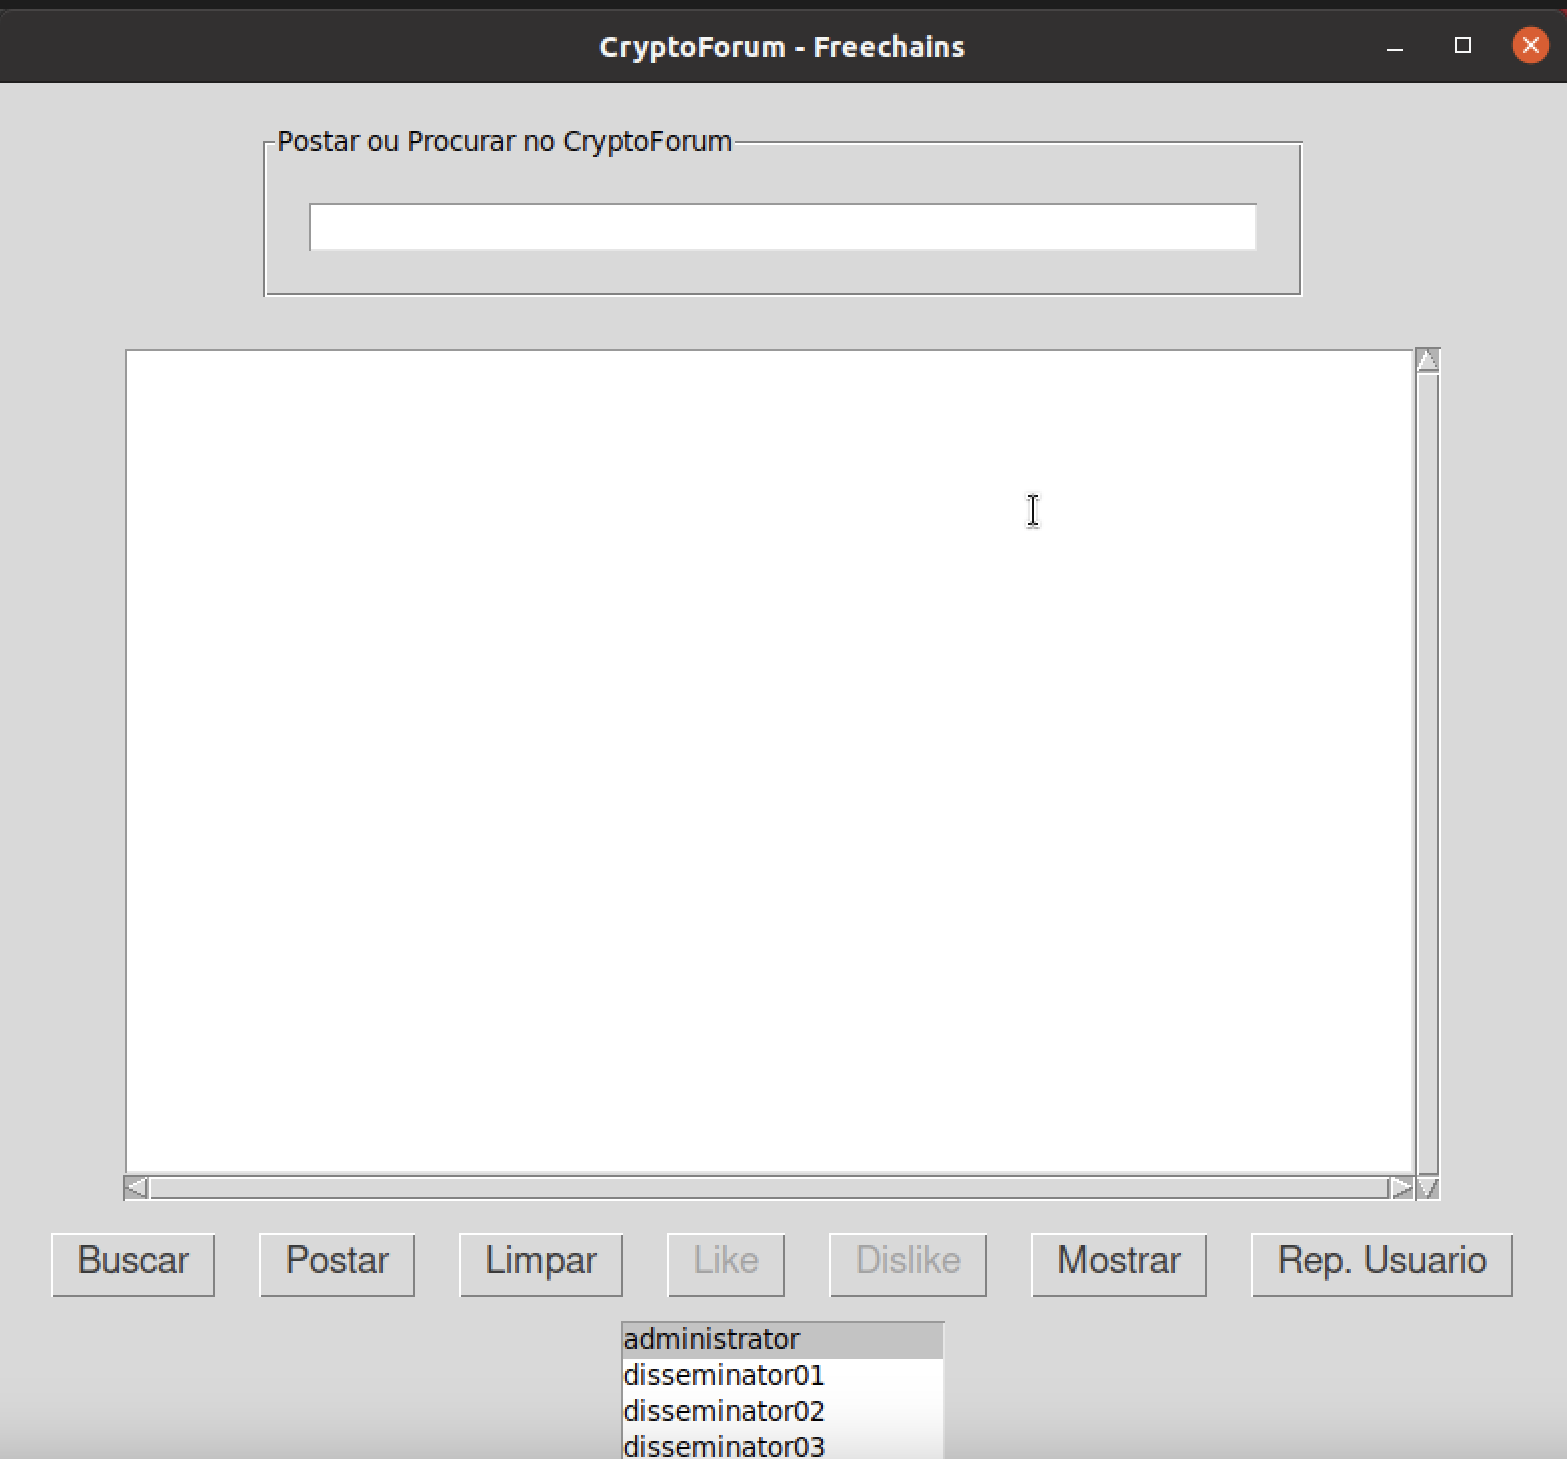 CryptoForum - Freechains
Postar ou Procurar no CryptoForum
Buscar Postar Limpar Like Dislike Mostrar Rep. Usuario
administrator
disseminator01
disseminator02
disseminator03